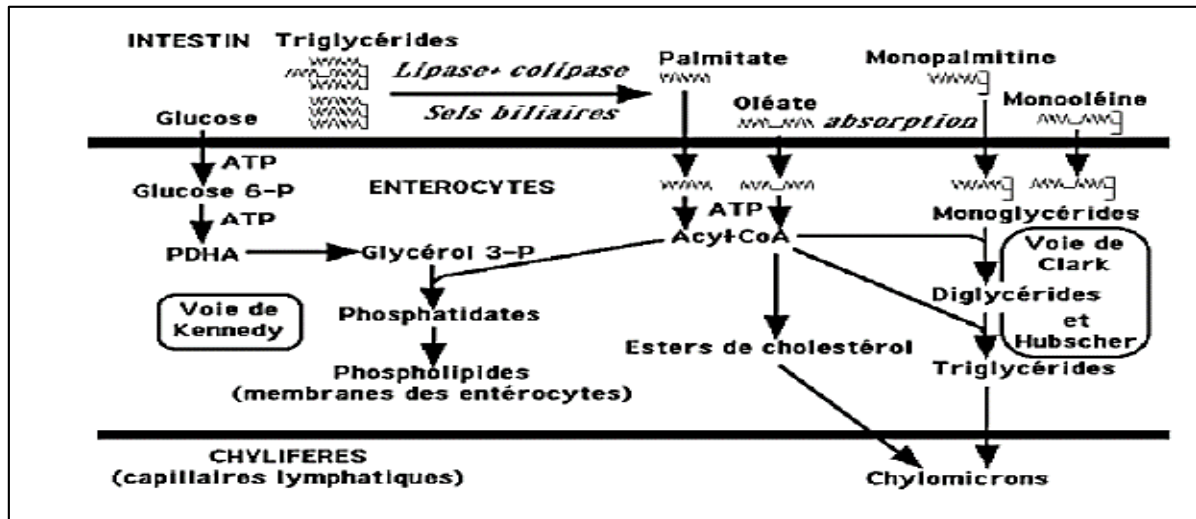 INTESTIN Triglycérides
Lipase+ colipase
Sels biliaires
Palmitate
Monopalmitine
Oléate
absorption
Monooléine
Glucose
ATP
Glucose 6-P
ATP
PDHA
Glycérol 3-P
ENTEROCYTES
ATP
Acyl-CoA
Monoglycérides
Voie de
Clark
et
Hubscher
Diglycérides
Triglycérides
Voie de
Kennedy
Phosphatidates
Phospholipides
(membranes des entérocytes)
Esters de cholestérol
CHYLIFERES
(capillaires lymphatiques)
Chylomicrons